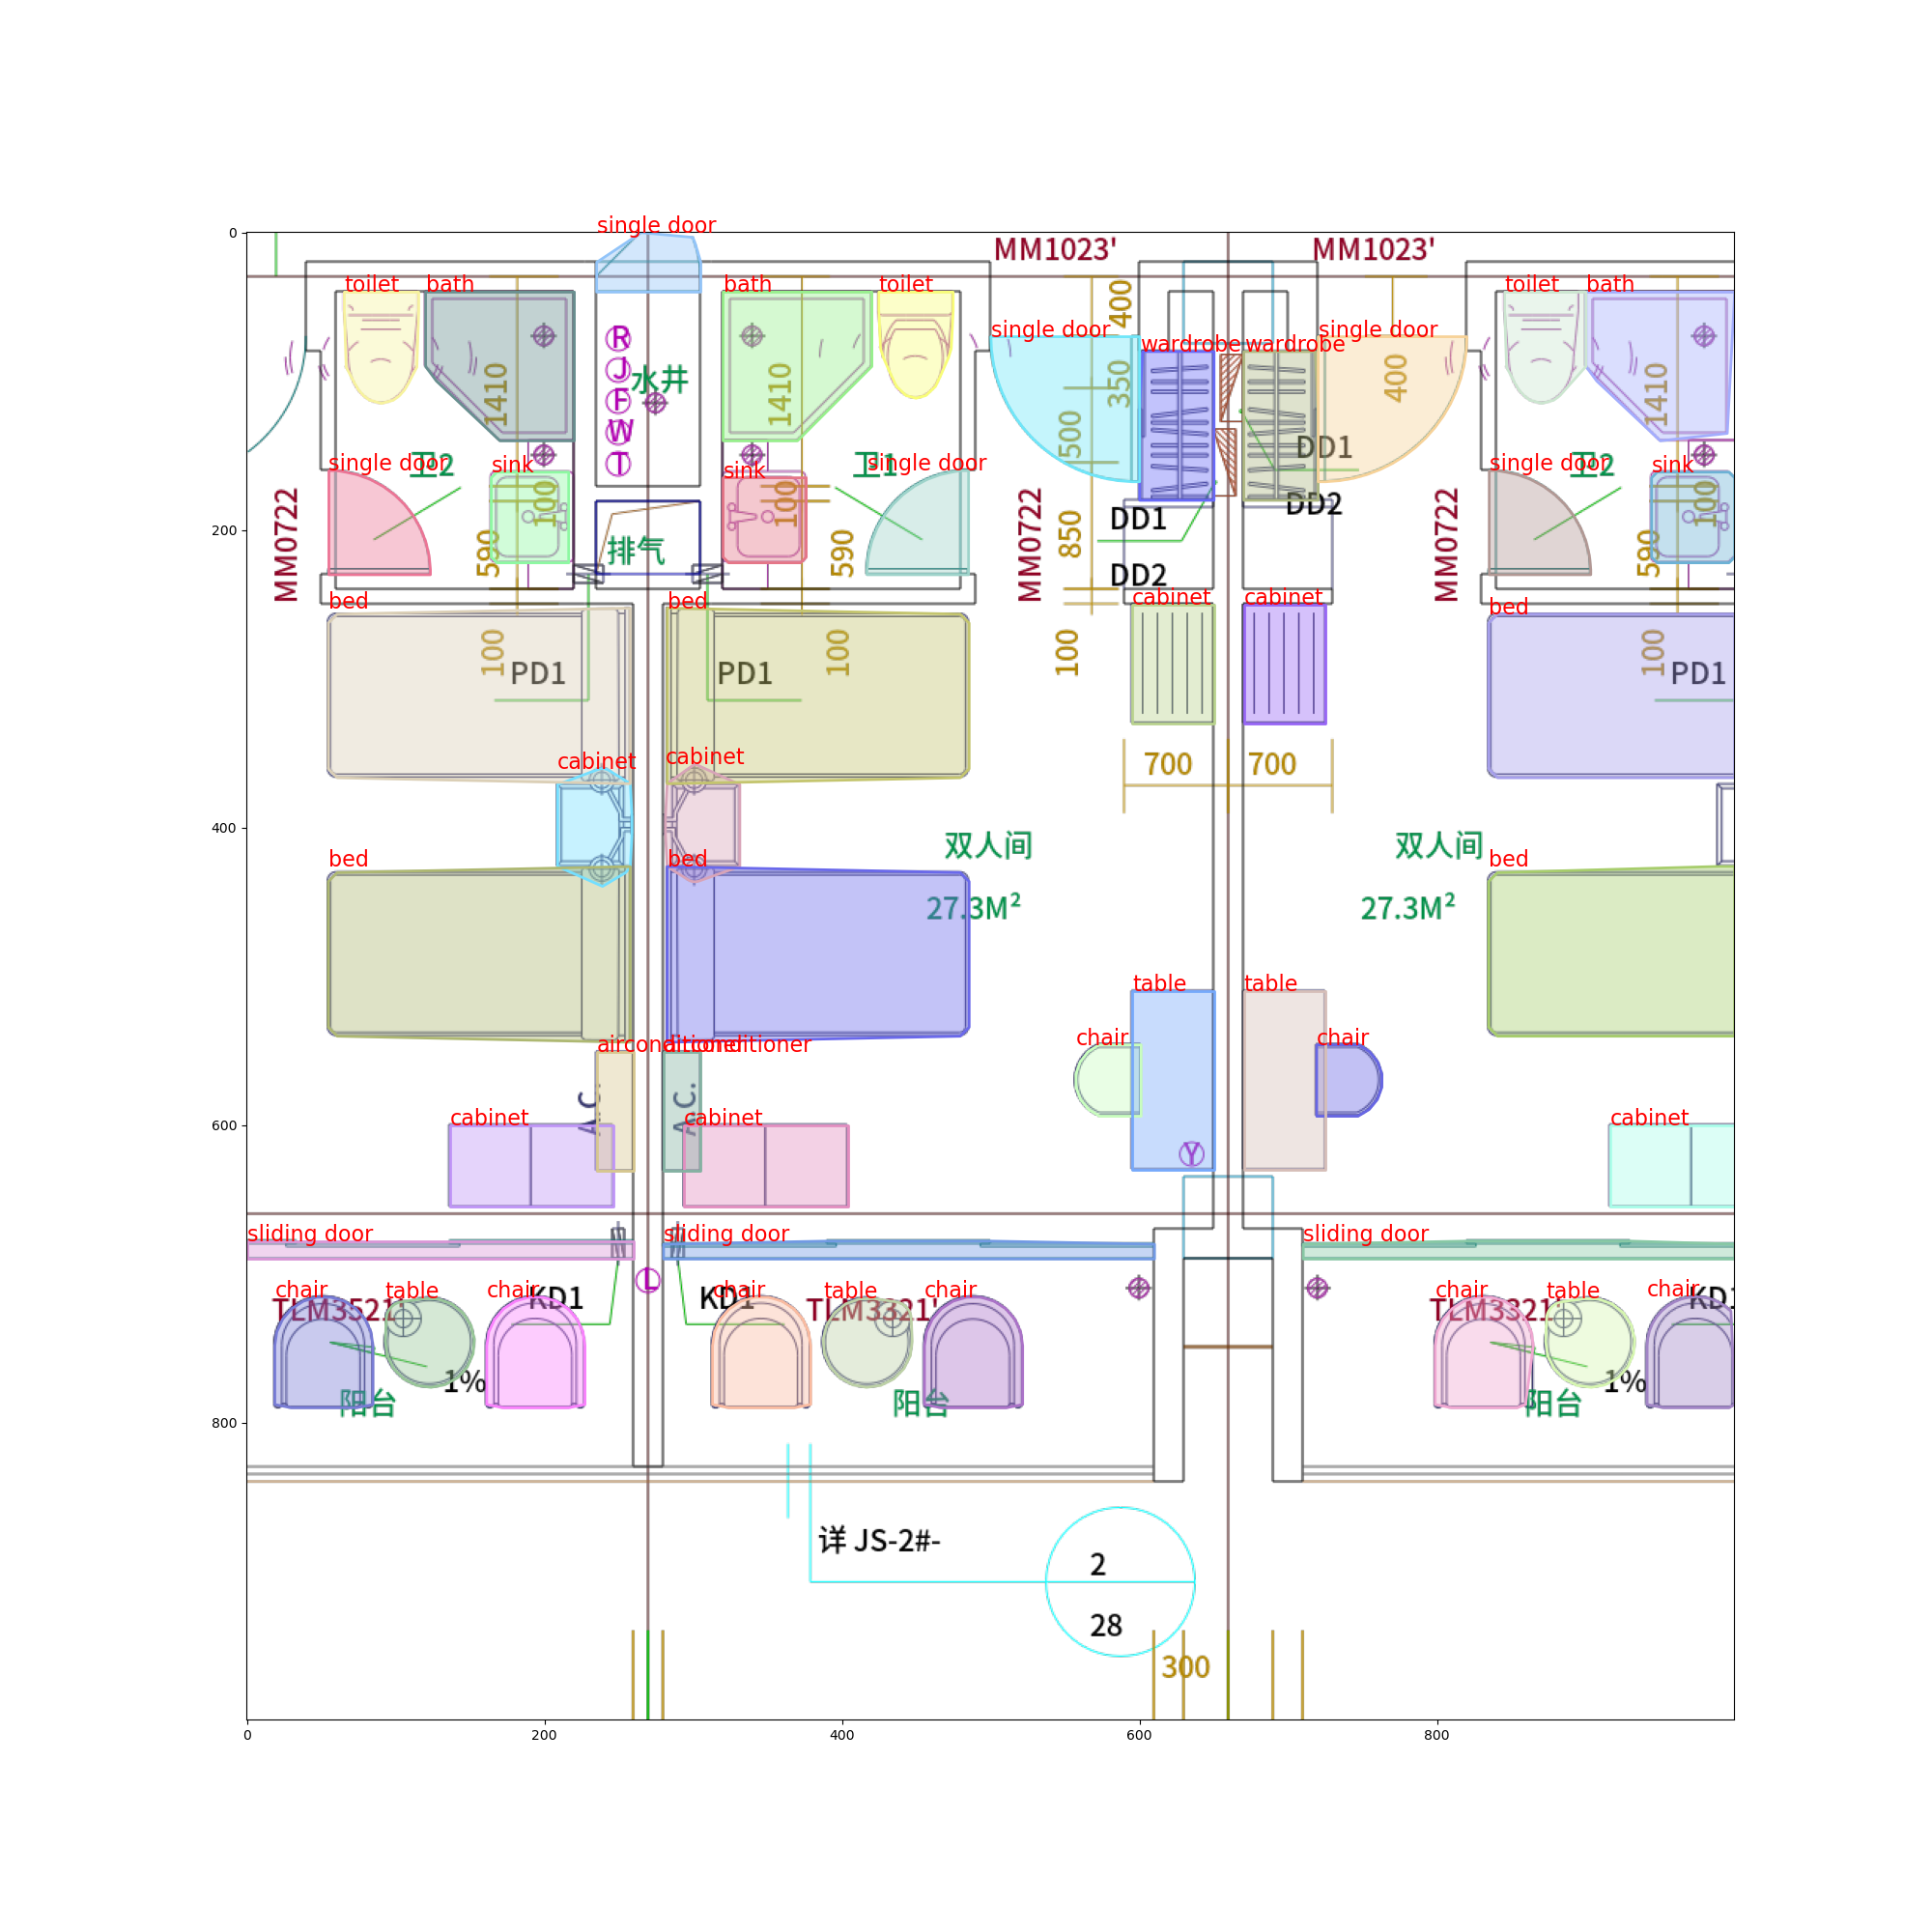 single door
0
MM1023'
MM1023'
toilet
bath
bath
toilet
toilet
bath
400
single door
single door
R
J
F
W
T
水井
wardrobe
wardrobe
1410
1410
350
400
1410
500
DD1
single door
卫2
sink
sink
卫1
single door
single door
卫2
sink
MM0722
100
100
MM0722
DD2
MM0722
100
200
590
排气
590
DD1
850
590
DD2
bed
bed
cabinet
cabinet
bed
100
PD1
PD1
100
100
100
PD1
cabinet
cabinet
700
700
400
双人间
双人间
bed
bed
bed
27.3M²
27.3M²
table
table
airconditioner
airconditioner
chair
chair
A.C.
A.C.
600
cabinet
cabinet
cabinet
Y
sliding door
sliding door
sliding door
L
chair
table
chair
chair
table
chair
chair
table
chair
TLM3521'
KD1
KD1
TLM3321'
TLM3321'
KD1
1%
1%
阳台
阳台
阳台
800
详 JS-2#-
2
28
300
0
200
400
600
800